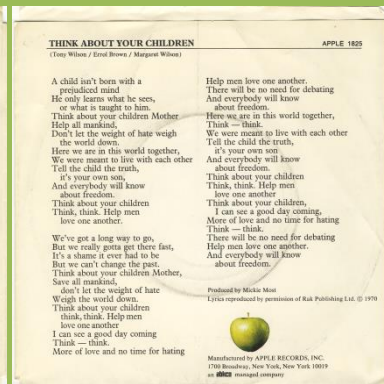 THINK ABOUT YOUR CHILDREN
APPLE 1825
(Tony Wilson / Errol Brown / Margaret Wilson)
A child isn't born with a
prejudiced mind
He only learns what he sees,
or what is taught to him.
Think about your children Mother
Help all mankind,
Don't let the weight of hate weigh
the world down.
Here we are in this world together,
We were meant to live with each other
Tell the child the truth,
it's your own son,
And everybody will know
about freedom.
Think about your children
Think, think. Help men
love one another.
We've got a long way to go,
But we really gotta get there fast,
It's a shame it ever had to be
But we can't change the past.
Think about your children Mother,
Save all mankind,
don't let the weight of hate
Weigh the world down.
Think about your children
think, think. Help men
love one another
I can see a good day coming
Think — think.
More of love and no time for hating
Help men love one another.
There will be no need for debating
And everybody will know
about freedom.
Here we are in this world together,
Think — think.
We were meant to live with each other
Tell the child the truth,
it's your own son
And everybody will know
about freedom.
Think about your children
Think, think. Help men
love one another
Think about your children,
I can see a good day coming,
More of love and no time for hating
Think — think.
There will be no need for debating
Help men love one another.
And everybody will know
about freedom.
Produced by Mickie Most
Lyrics reproduced by permission of Rak Publishing Ltd. © 1970
Manufactured by APPLE RECORDS, INC.
1700 Broadway, New York, New York 10019
an abkco managed company